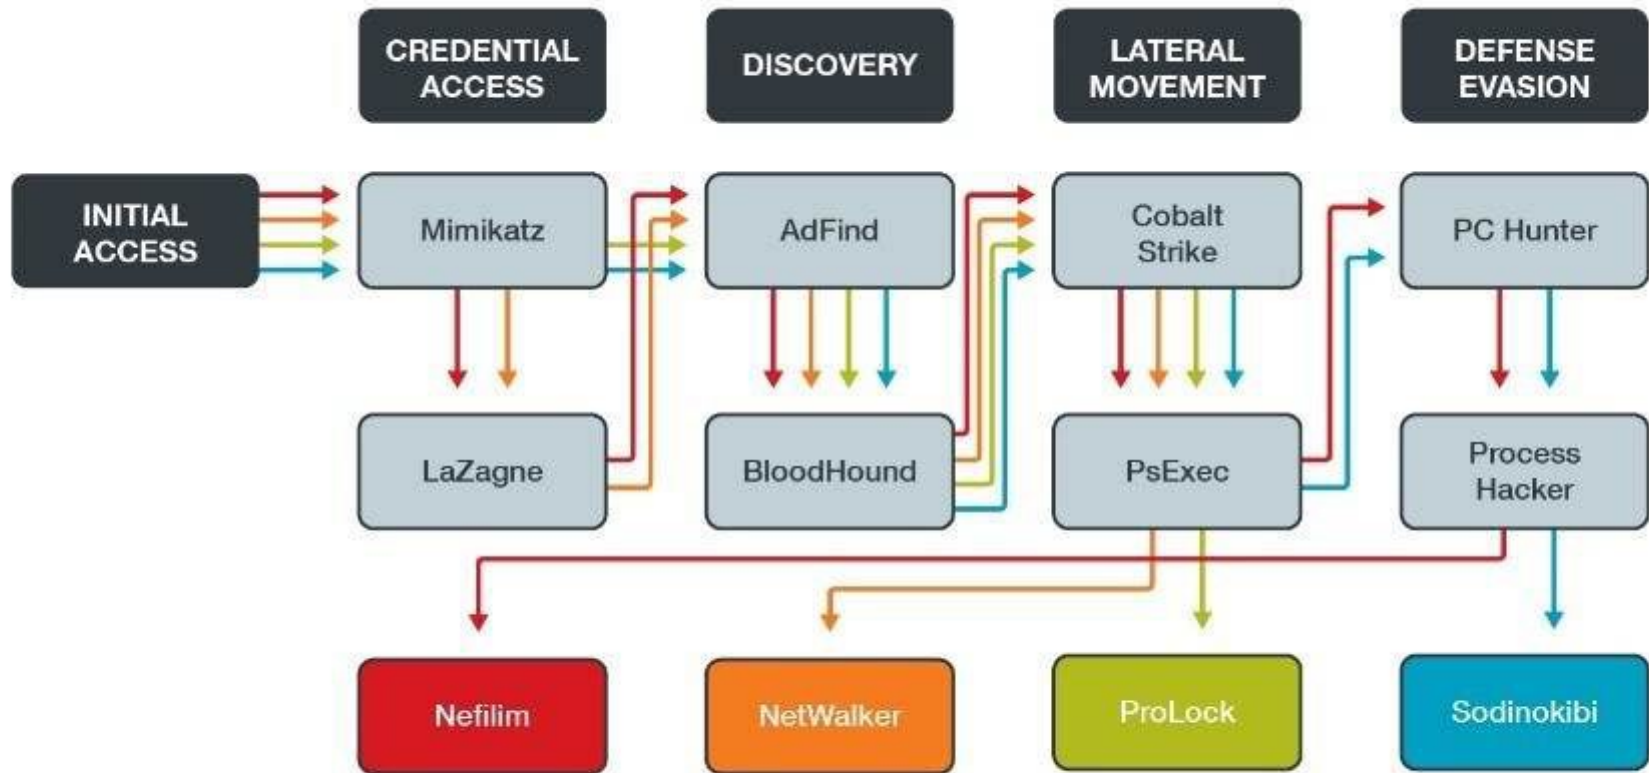 CREDENTIAL
ACCESS
DISCOVERY
LATERAL
MOVEMENT
DEFENSE
EVASION
INITIAL
ACCESS
Mimikatz
AdFind
Cobalt
Strike
PC Hunter
LaZagne
BloodHound
PsExec
Process
Hacker
Nefilim
NetWalker
ProLock
Sodinokibi